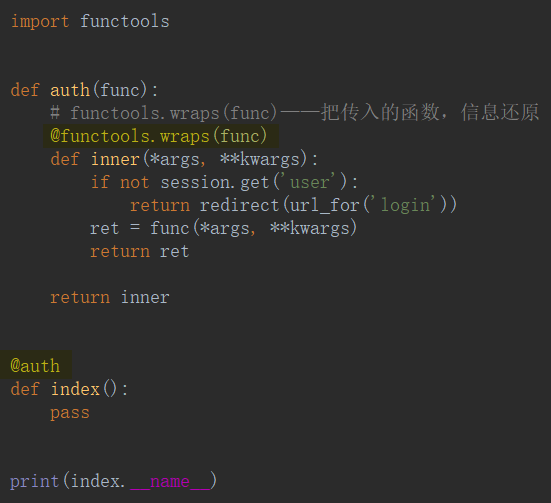 import functools
def auth(func):
# functools.wraps(func)——把传入的函数，信息还原
@functools.wraps(func)
def inner(*args, **kwargs):
if not session.get('user'):
return redirect(url_for('login'))
ret = func(*args, **kwargs)
return ret
return inner
@auth
def index():
pass
print(index.__name__)